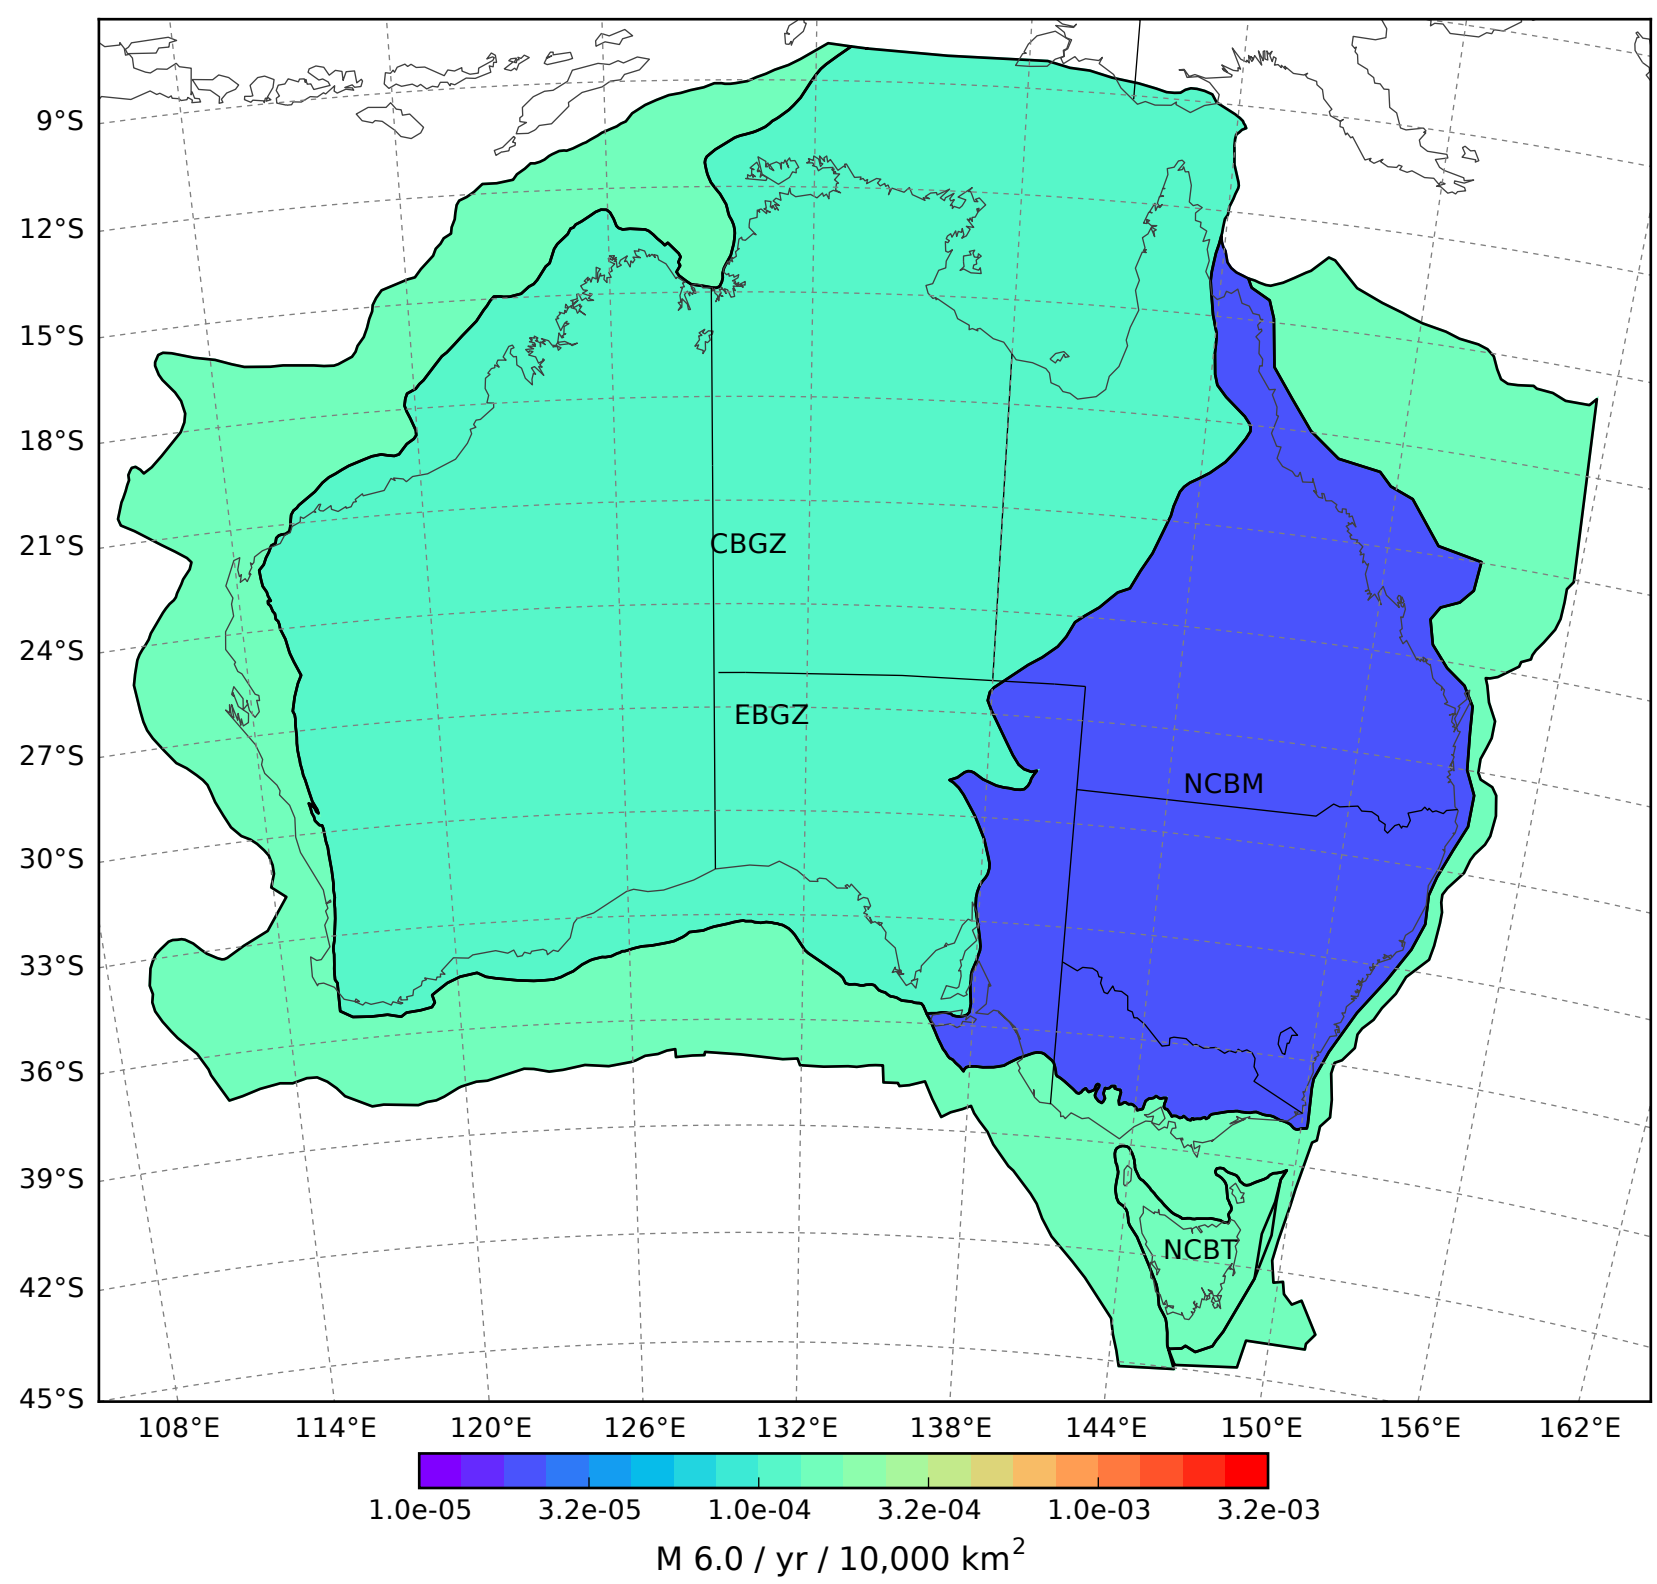 9°S
12°S
15°S
18°S
21°S
24°S
27°S
30°S
33°S
36°S
39°S
42°S
45°S
CBGZ
EBGZ
NCBM
NCBT
108°E 114°E 120°E 126°E 132°E 138°E 144°E 150°E 156°E 162°E
1.0e-05 3.2e-05 1.0e-04 3.2e-04 1.0e-03 3.2e-03
M 6.0 / yr / 10,000 km²